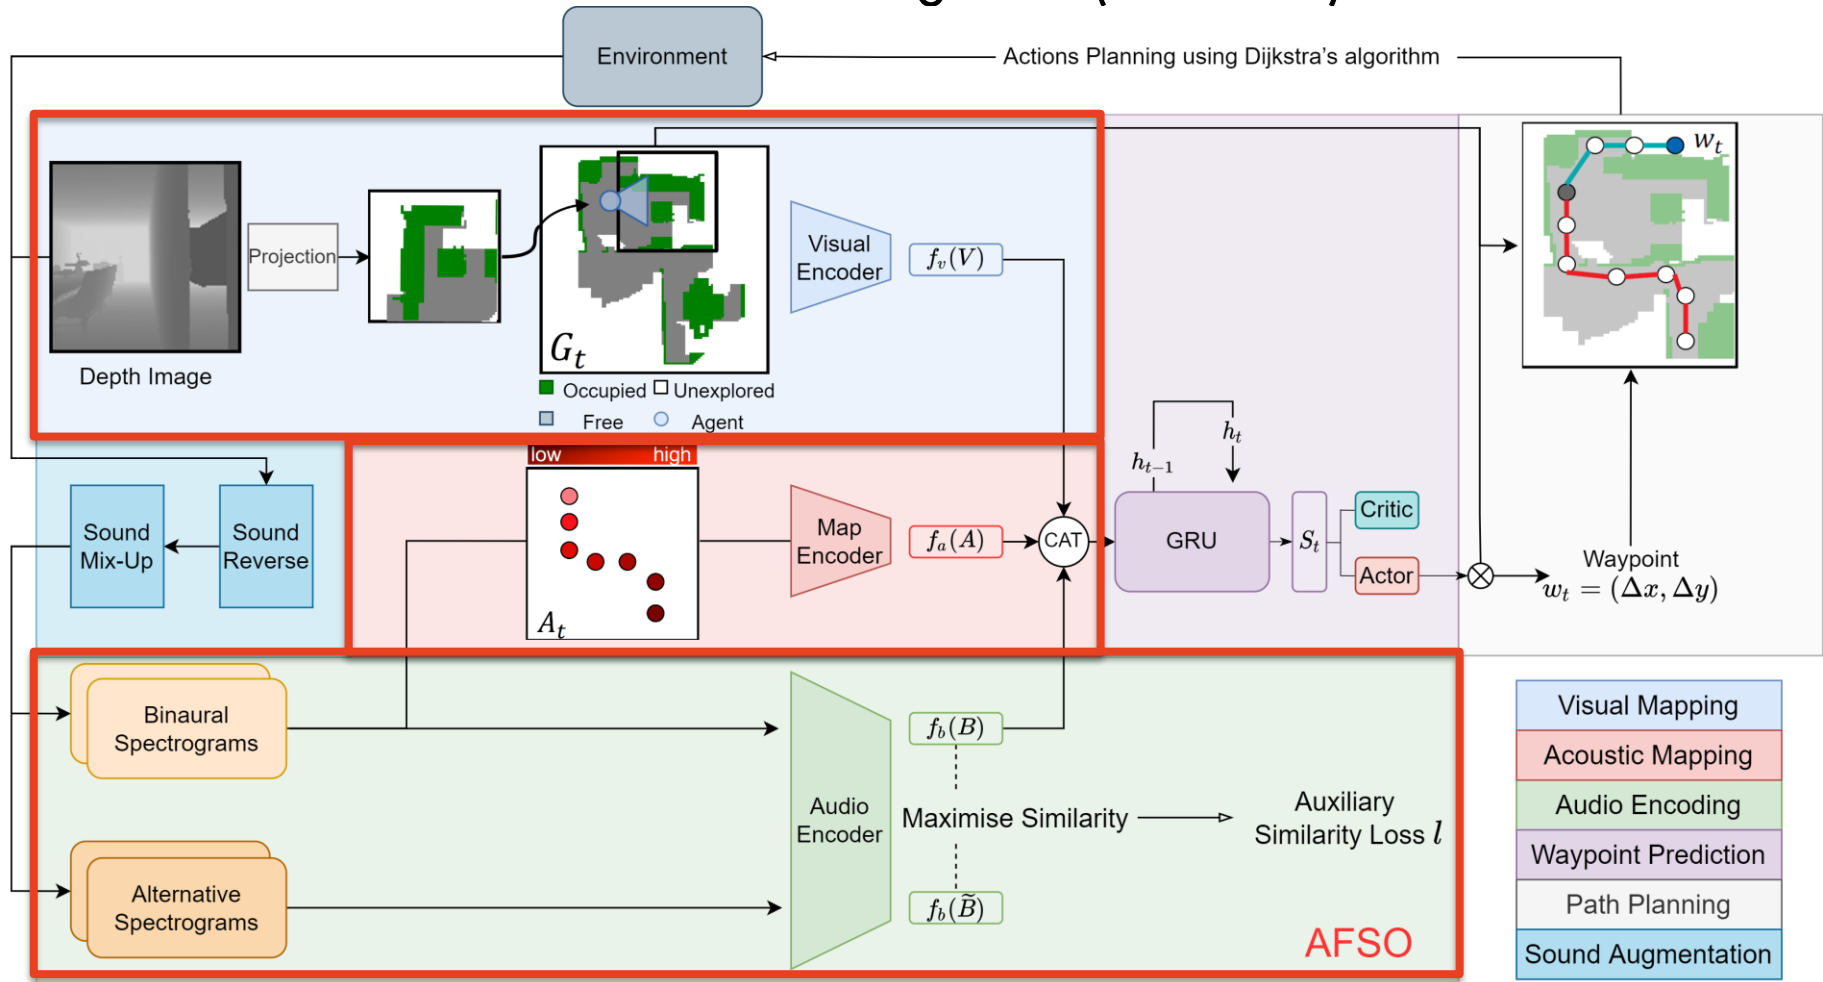 Environment
Actions Planning using Dijkstra's algorithm
Depth Image
Projection
G_t
Occupied
Unexplored
Free
Agent
Visual
Encoder
f_v(V)
w_t
low
high
Sound
Mix-Up
Sound
Reverse
A_t
Map
Encoder
f_a(A)
CAT
h_{t-1}
h_t
GRU
S_t
Critic
Actor
Waypoint
w_t = (Δx, Δy)
Binaural
Spectrograms
Alternative
Spectrograms
Audio
Encoder
f_b(B)
Maximise Similarity
f_b(B̃)
Auxiliary
Similarity Loss l
AFSO
Visual Mapping
Acoustic Mapping
Audio Encoding
Waypoint Prediction
Path Planning
Sound Augmentation